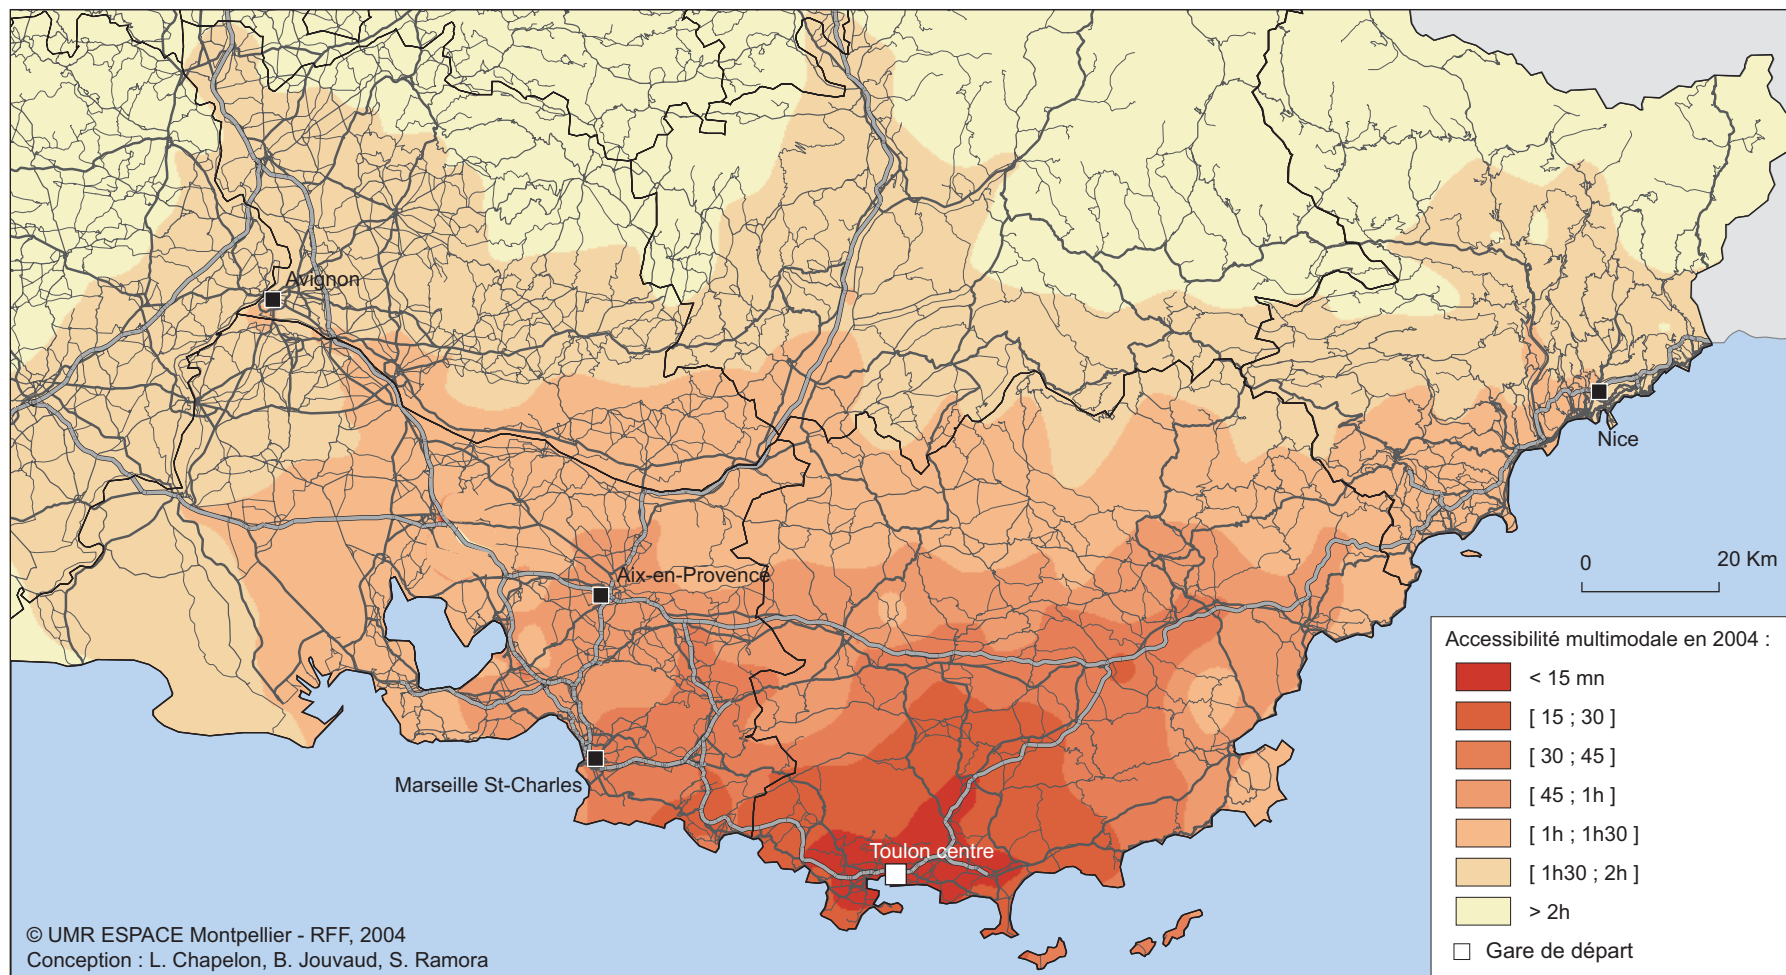 Avignon
Nice
Aix-en-Provence
Marseille St-Charles
Toulon centre
0 20 Km
Accessibilité multimodale en 2004 :
< 15 mn
[ 15 ; 30 ]
[ 30 ; 45 ]
[ 45 ; 1h ]
[ 1h ; 1h30 ]
[ 1h30 ; 2h ]
> 2h
Gare de départ
© UMR ESPACE Montpellier - RFF, 2004
Conception : L. Chapelon, B. Jouvaud, S. Ramora